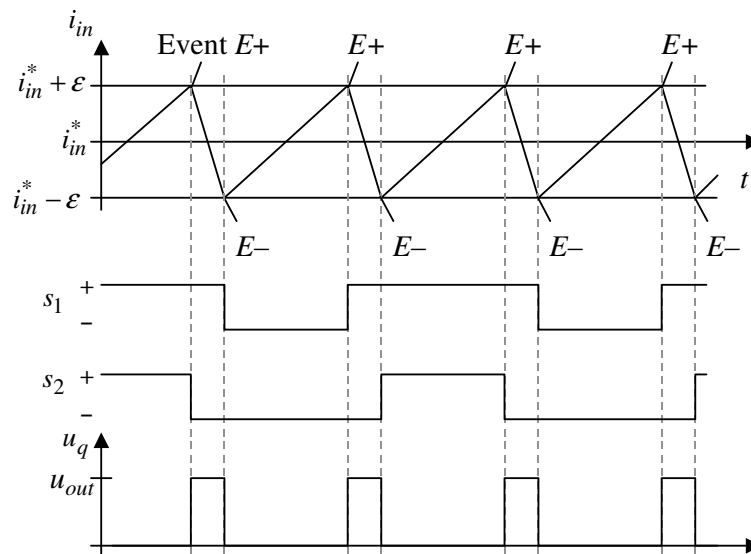 i_in
Event E+ E+ E+ E+
i*_in + ε
i*_in
t
i*_in − ε
E− E− E− E−
+
s_1
−
+
s_2
−
u_q
u_out